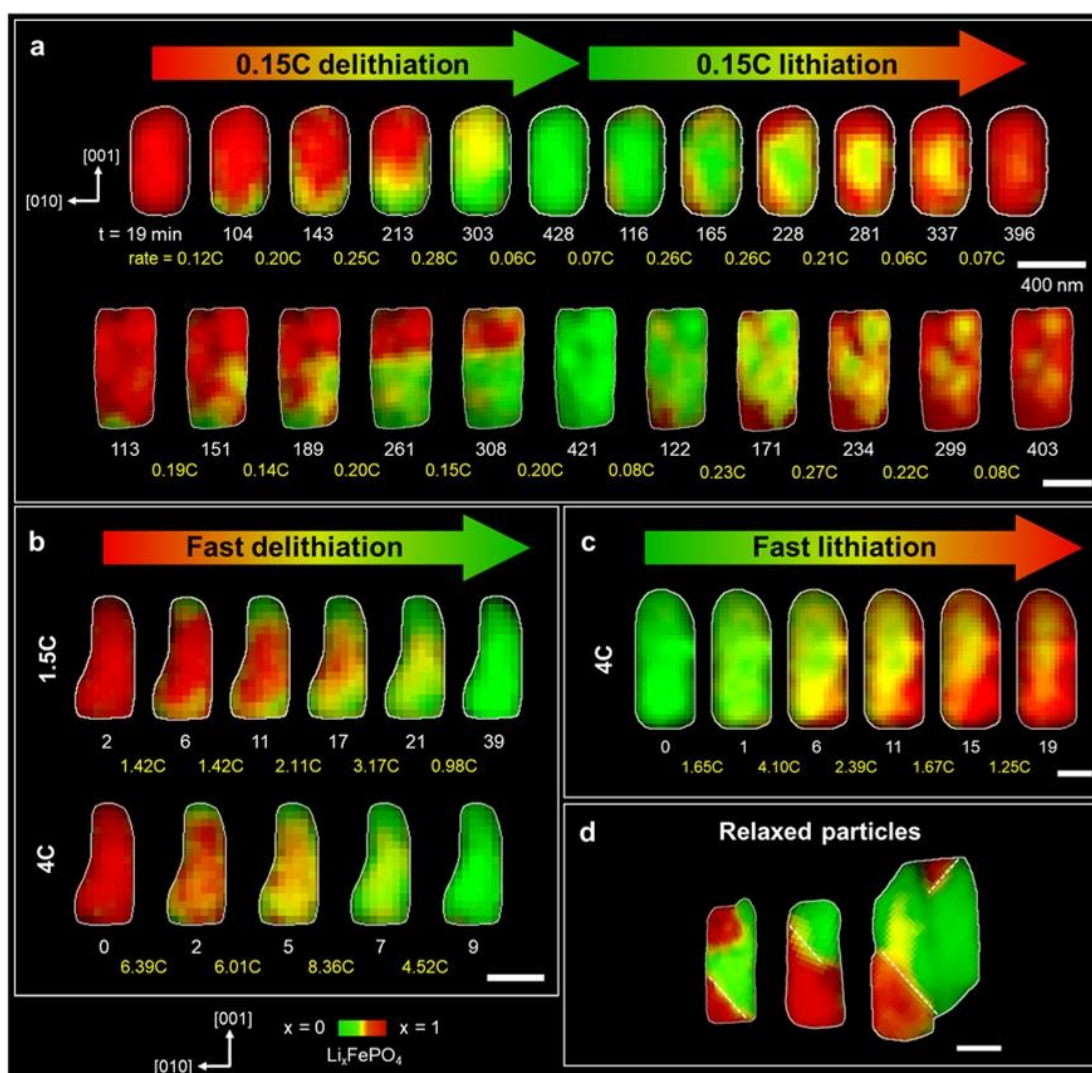 a
0.15C delithiation
0.15C lithiation
[001]
[010]
t = 19 min 104 143 213 303 428 116 165 228 281 337 396
rate = 0.12C 0.20C 0.25C 0.28C 0.06C 0.07C 0.26C 0.26C 0.21C 0.06C 0.07C
400 nm
113 151 189 261 308 421 122 171 234 299 403
0.19C 0.14C 0.20C 0.15C 0.20C 0.08C 0.23C 0.27C 0.22C 0.08C
b
Fast delithiation
1.5C
2 6 11 17 21 39
1.42C 1.42C 2.11C 3.17C 0.98C
4C
0 2 5 7 9
6.39C 6.01C 8.36C 4.52C
c
Fast lithiation
4C
0 1 6 11 15 19
1.65C 4.10C 2.39C 1.67C 1.25C
d
Relaxed particles
[001]
[010]
x = 0 x = 1
LiₓFePO₄